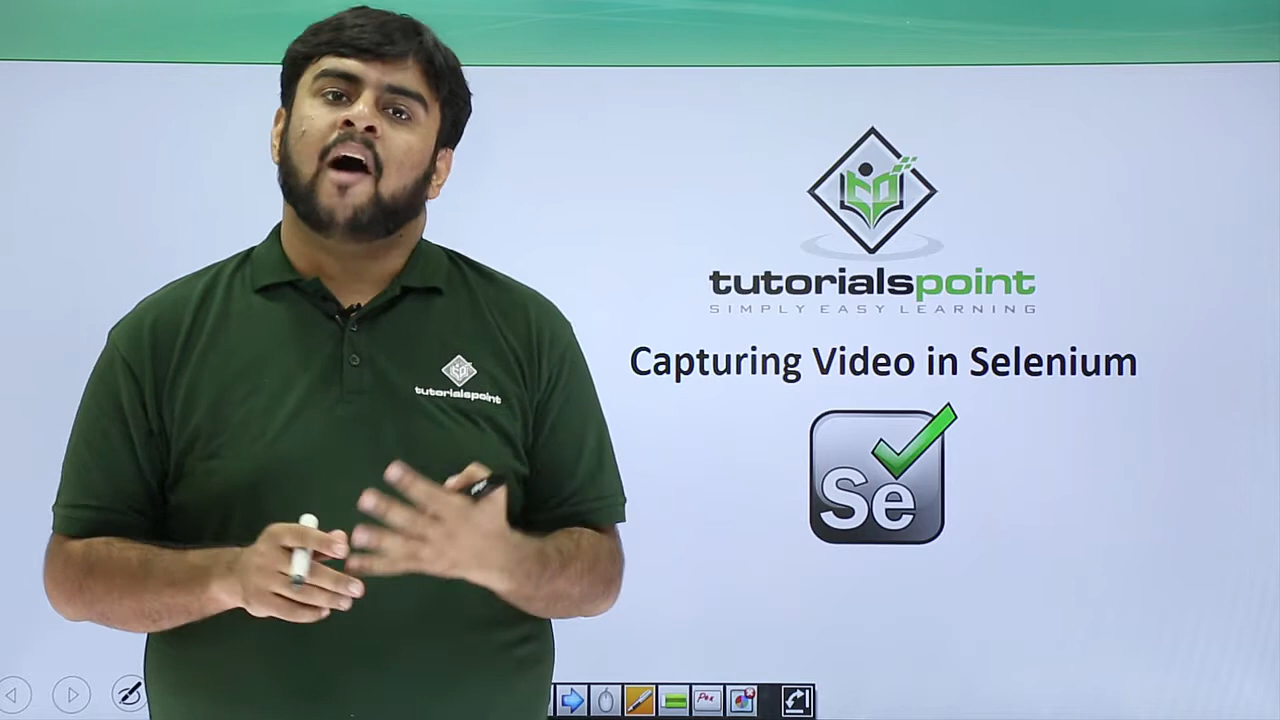 tutorialspoint
SIMPLY EASY LEARNING
Capturing Video in Selenium
Se
tutorialspoint